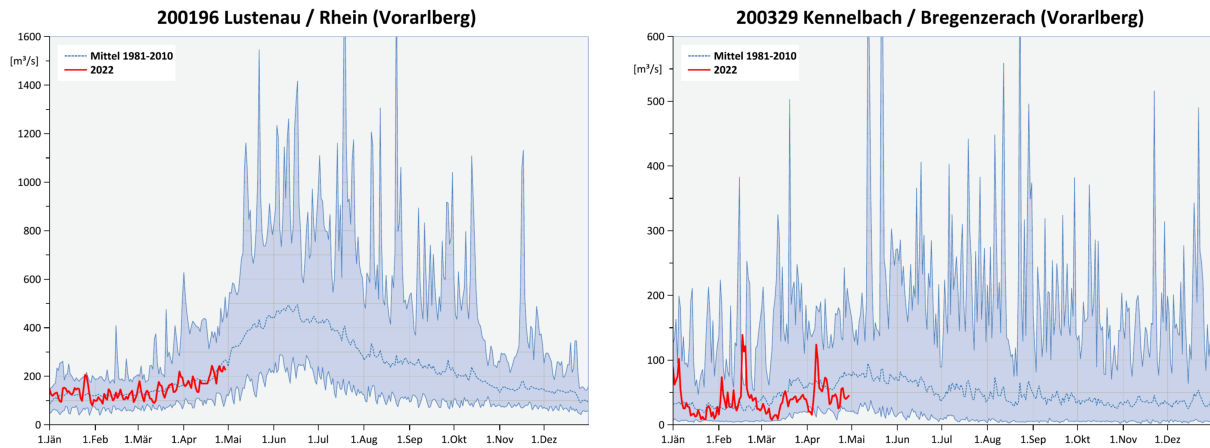 200196 Lustenau / Rhein (Vorarlberg)
1600
[m³/s]
1400
1200
1000
800
600
400
200
0
Mittel 1981-2010
2022
1.Jän 1.Feb 1.Mär 1.Apr 1.Mai 1.Jun 1.Jul 1.Aug 1.Sep 1.Okt 1.Nov 1.Dez
200329 Kennelbach / Bregenzerach (Vorarlberg)
600
[m³/s]
500
400
300
200
150
100
50
0
Mittel 1981-2010
2022
1.Jän 1.Feb 1.Mär 1.Apr 1.Mai 1.Jun 1.Jul 1.Aug 1.Sep 1.Okt 1.Nov 1.Dez